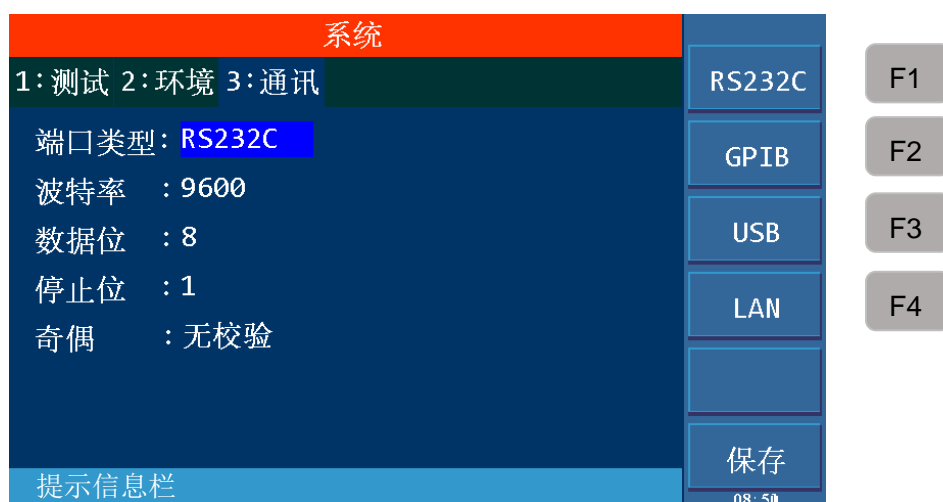 系统
1:测试 2:环境 3:通讯
端口类型: RS232C
波特率 :9600
数据位 :8
停止位 :1
奇偶 :无校验
提示信息栏
RS232C
GPIB
USB
LAN
保存
08:50
F1
F2
F3
F4